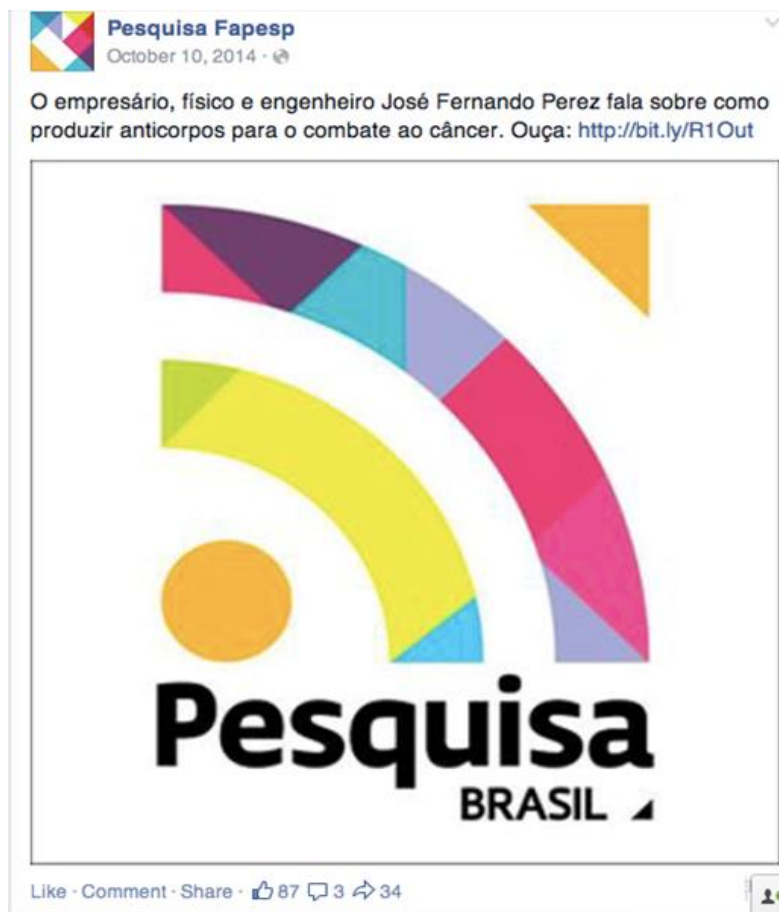 Pesquisa Fapesp
October 10, 2014 ·
O empresário, físico e engenheiro José Fernando Perez fala sobre como
produzir anticorpos para o combate ao câncer. Ouça: http://bit.ly/R1Out
Pesquisa
BRASIL
Like · Comment · Share · 87 3 34